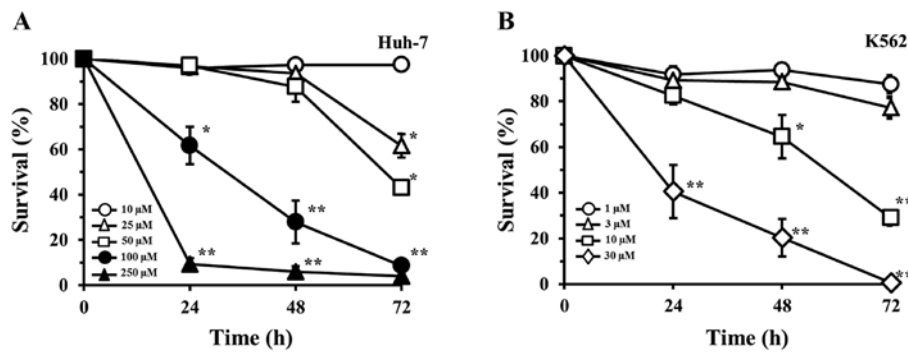 A
Huh-7
100
80
60
40
20
0
Survival (%)
*
*
*
**
**
**
**
10 µM
25 µM
50 µM
100 µM
250 µM
0 24 48 72
Time (h)
B
K562
100
80
60
40
20
0
Survival (%)
*
**
**
**
**
1 µM
3 µM
10 µM
30 µM
0 24 48 72
Time (h)